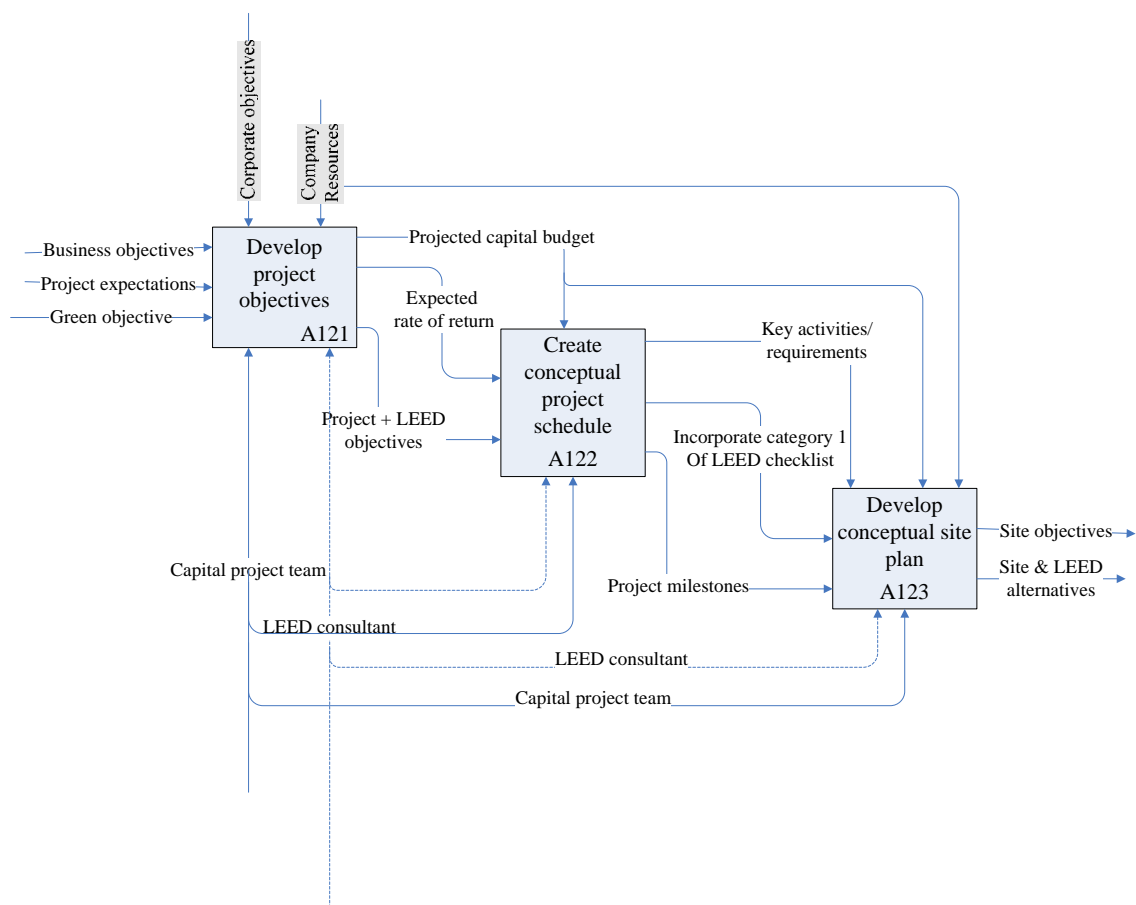 Corporate objectives
Company
Resources
Business objectives
Project expectations
Green objective
Develop
project
objectives
A121
Projected capital budget
Expected
rate of return
Project + LEED
objectives
Create
conceptual
project
schedule
A122
Key activities/
requirements
Incorporate category 1
Of LEED checklist
Project milestones
Develop
conceptual site
plan
A123
Site objectives
Site & LEED
alternatives
Capital project team
LEED consultant
LEED consultant
Capital project team